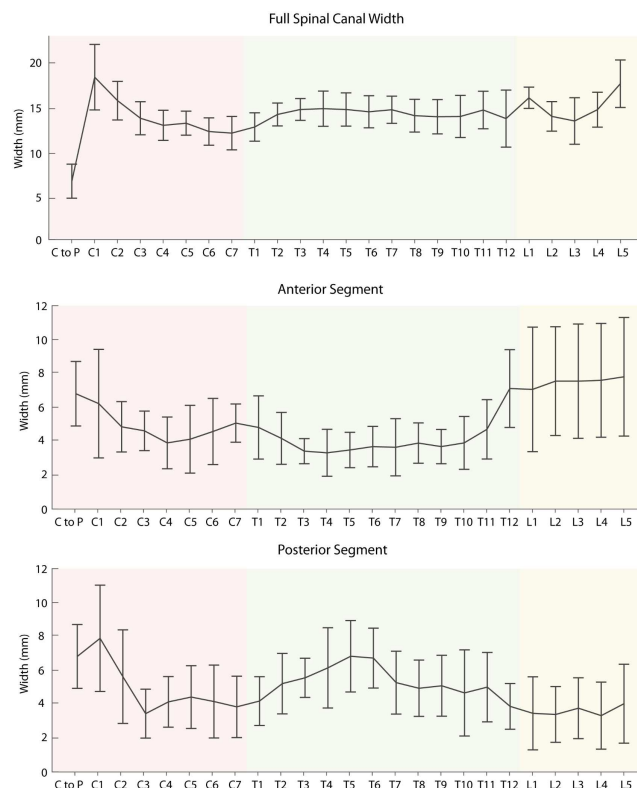 Full Spinal Canal Width
Width (mm)
20
15
10
5
0
C to P C1 C2 C3 C4 C5 C6 C7 T1 T2 T3 T4 T5 T6 T7 T8 T9 T10 T11 T12 L1 L2 L3 L4 L5
Anterior Segment
Width (mm)
12
10
8
6
4
2
0
C to P C1 C2 C3 C4 C5 C6 C7 T1 T2 T3 T4 T5 T6 T7 T8 T9 T10 T11 T12 L1 L2 L3 L4 L5
Posterior Segment
Width (mm)
12
10
8
6
4
2
0
C to P C1 C2 C3 C4 C5 C6 C7 T1 T2 T3 T4 T5 T6 T7 T8 T9 T10 T11 T12 L1 L2 L3 L4 L5